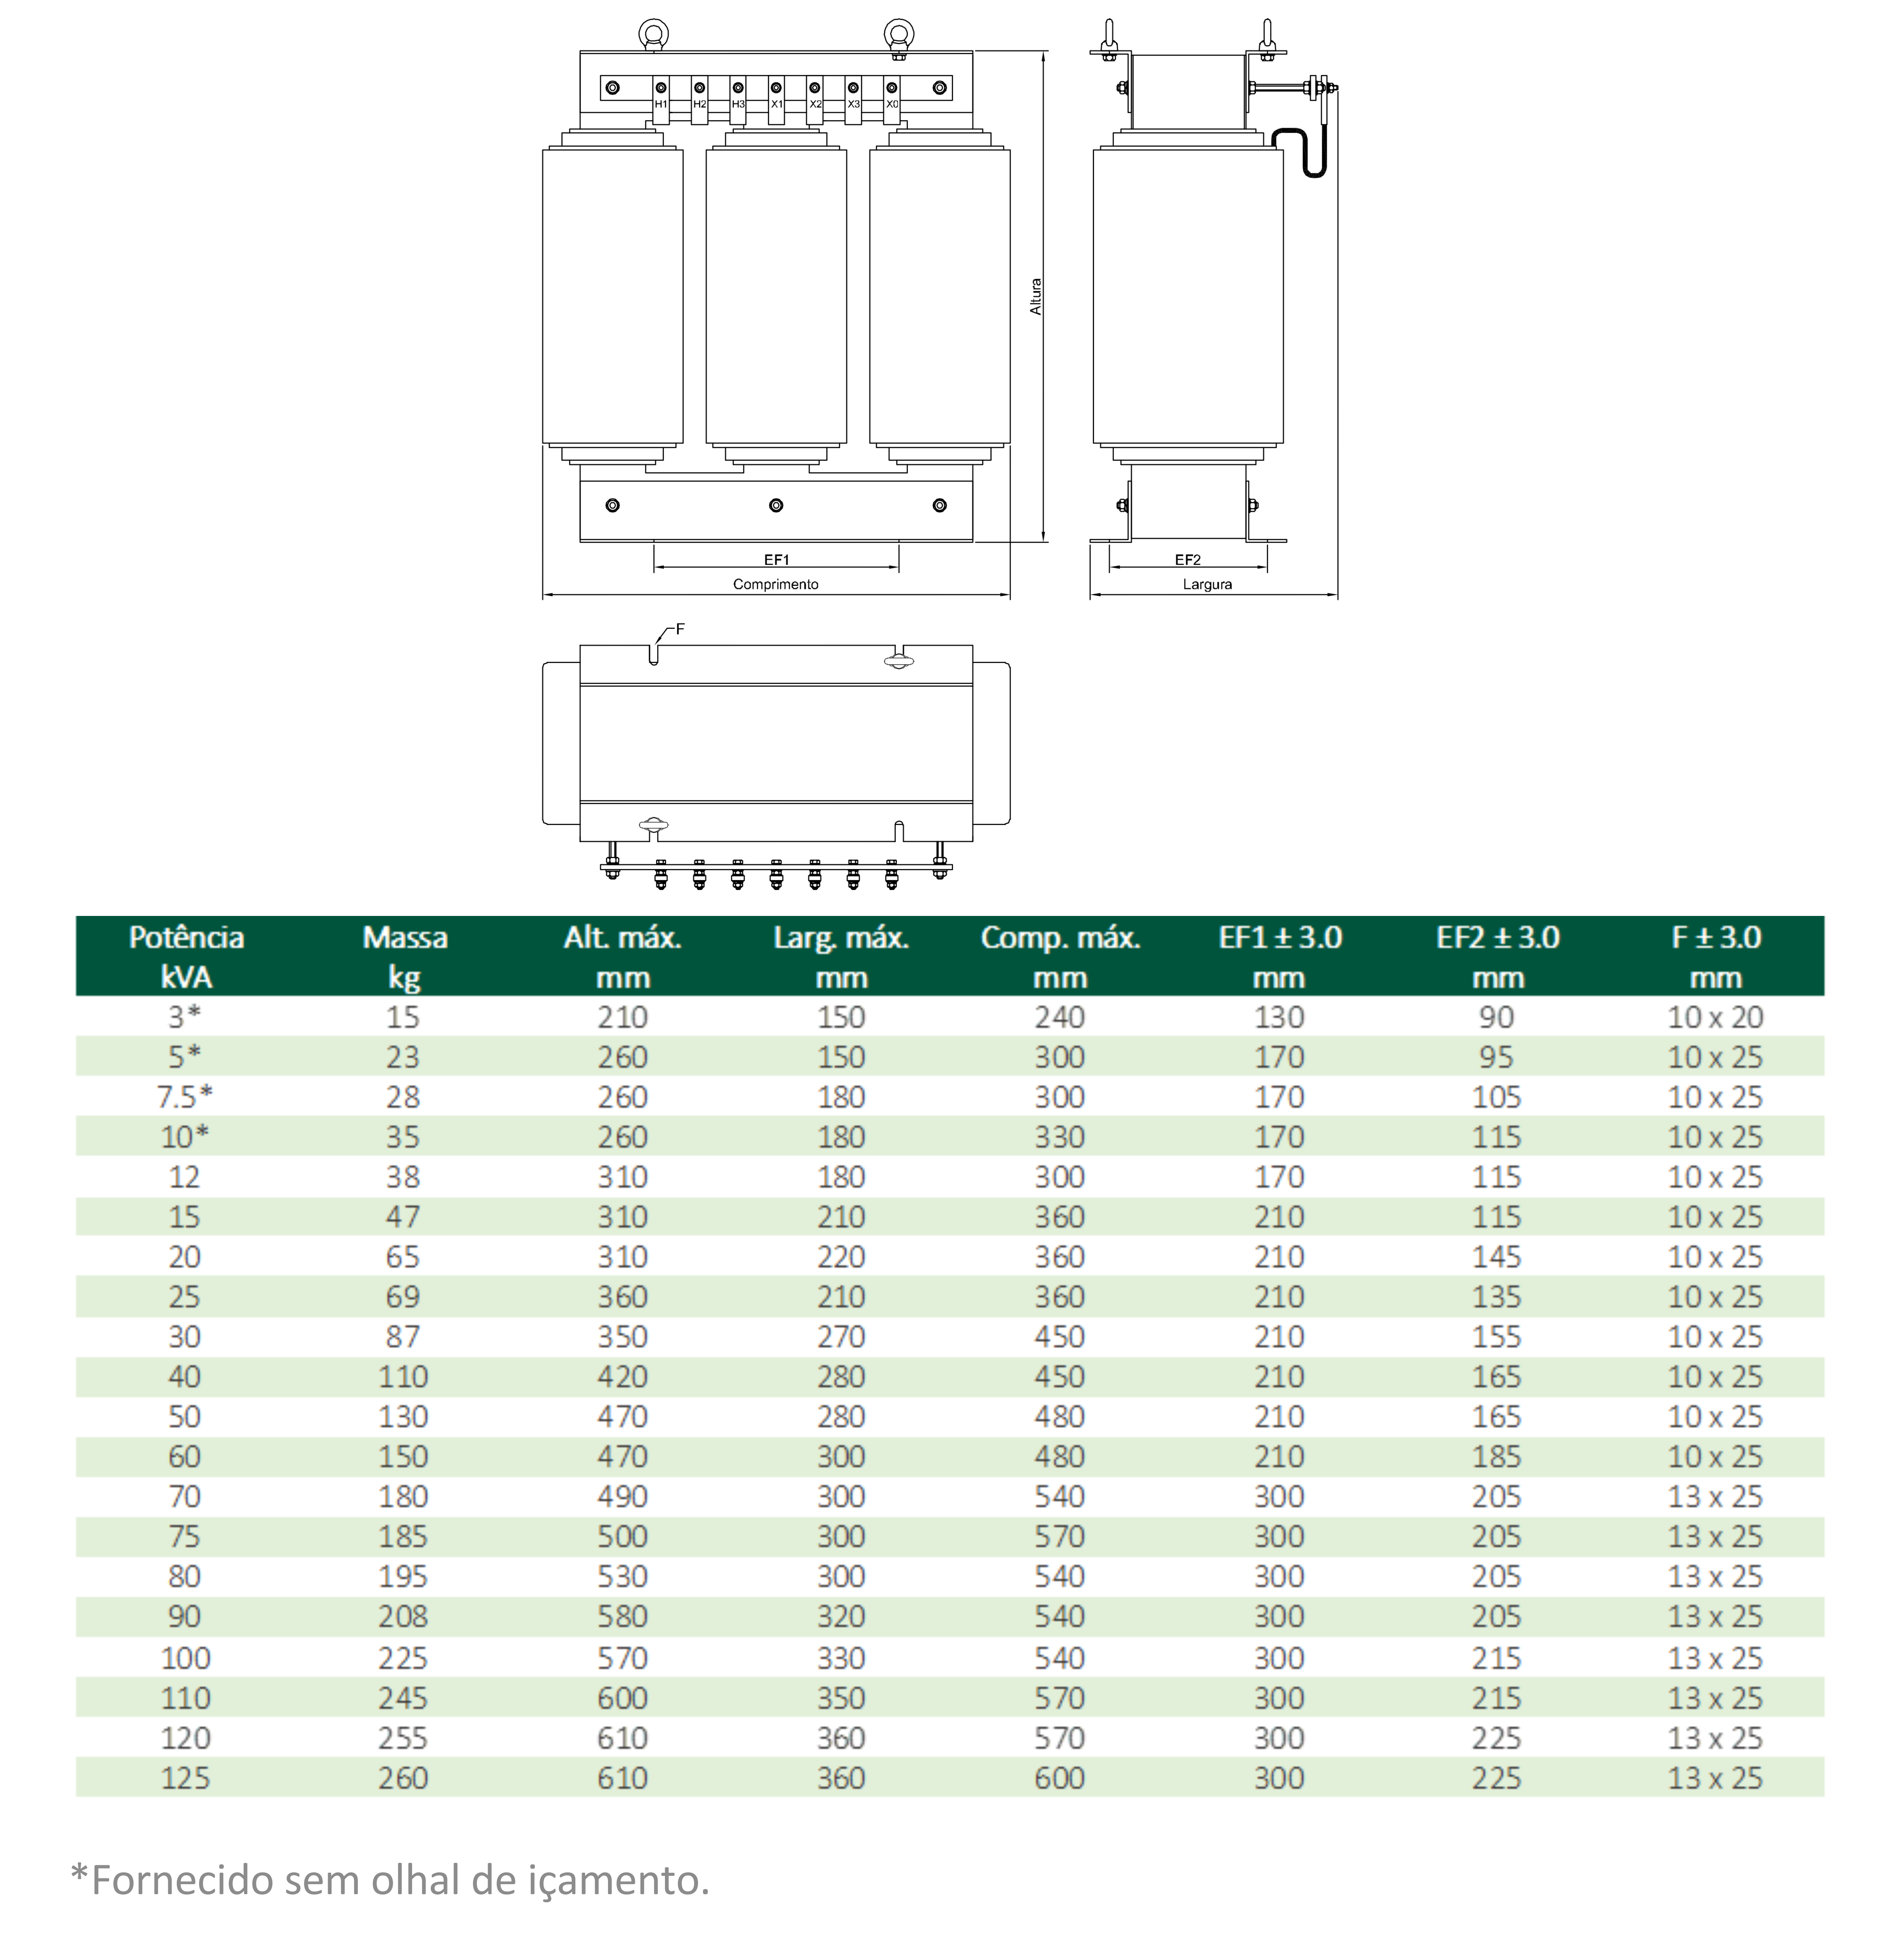 H1 H2 H3 X1 X2 X3 X0
Altura
EF1
Comprimento
EF2
Largura
F
Potência Massa Alt. máx. Larg. máx. Comp. máx. EF1 ± 3.0 EF2 ± 3.0 F ± 3.0
kVA kg mm mm mm mm mm mm
3* 15 210 150 240 130 90 10 x 20
5* 23 260 150 300 170 95 10 x 25
7.5* 28 260 180 300 170 105 10 x 25
10* 35 260 180 330 170 115 10 x 25
12 38 310 180 300 170 115 10 x 25
15 47 310 210 360 210 115 10 x 25
20 65 310 220 360 210 145 10 x 25
25 69 360 210 360 210 135 10 x 25
30 87 350 270 450 210 155 10 x 25
40 110 420 280 450 210 165 10 x 25
50 130 470 280 480 210 165 10 x 25
60 150 470 300 480 210 185 10 x 25
70 180 490 300 540 300 205 13 x 25
75 185 500 300 570 300 205 13 x 25
80 195 530 300 540 300 205 13 x 25
90 208 580 320 540 300 205 13 x 25
100 225 570 330 540 300 215 13 x 25
110 245 600 350 570 300 215 13 x 25
120 255 610 360 570 300 225 13 x 25
125 260 610 360 600 300 225 13 x 25
*Fornecido sem olhal de içamento.